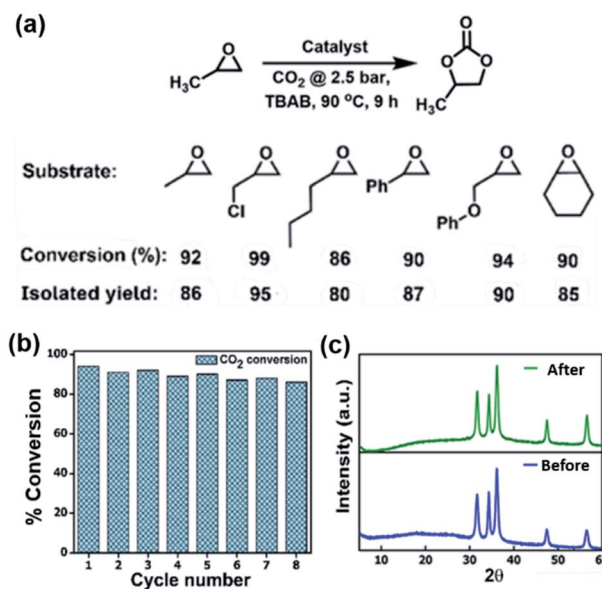 (a)
O
H₃C
Catalyst
CO₂ @ 2.5 bar,
TBAB, 90 °C, 9 h
O
O
O
H₃C
Substrate:
O
O
Cl
O
O
Ph
O
O
Ph
O
Conversion (%): 92 99 86 90 94 90
Isolated yield: 86 95 80 87 90 85
(b)
CO₂ conversion
% Conversion
100
80
60
40
20
0
1 2 3 4 5 6 7 8
Cycle number
(c)
After
Before
Intensity (a.u.)
10 20 30 40 50 60
2θ